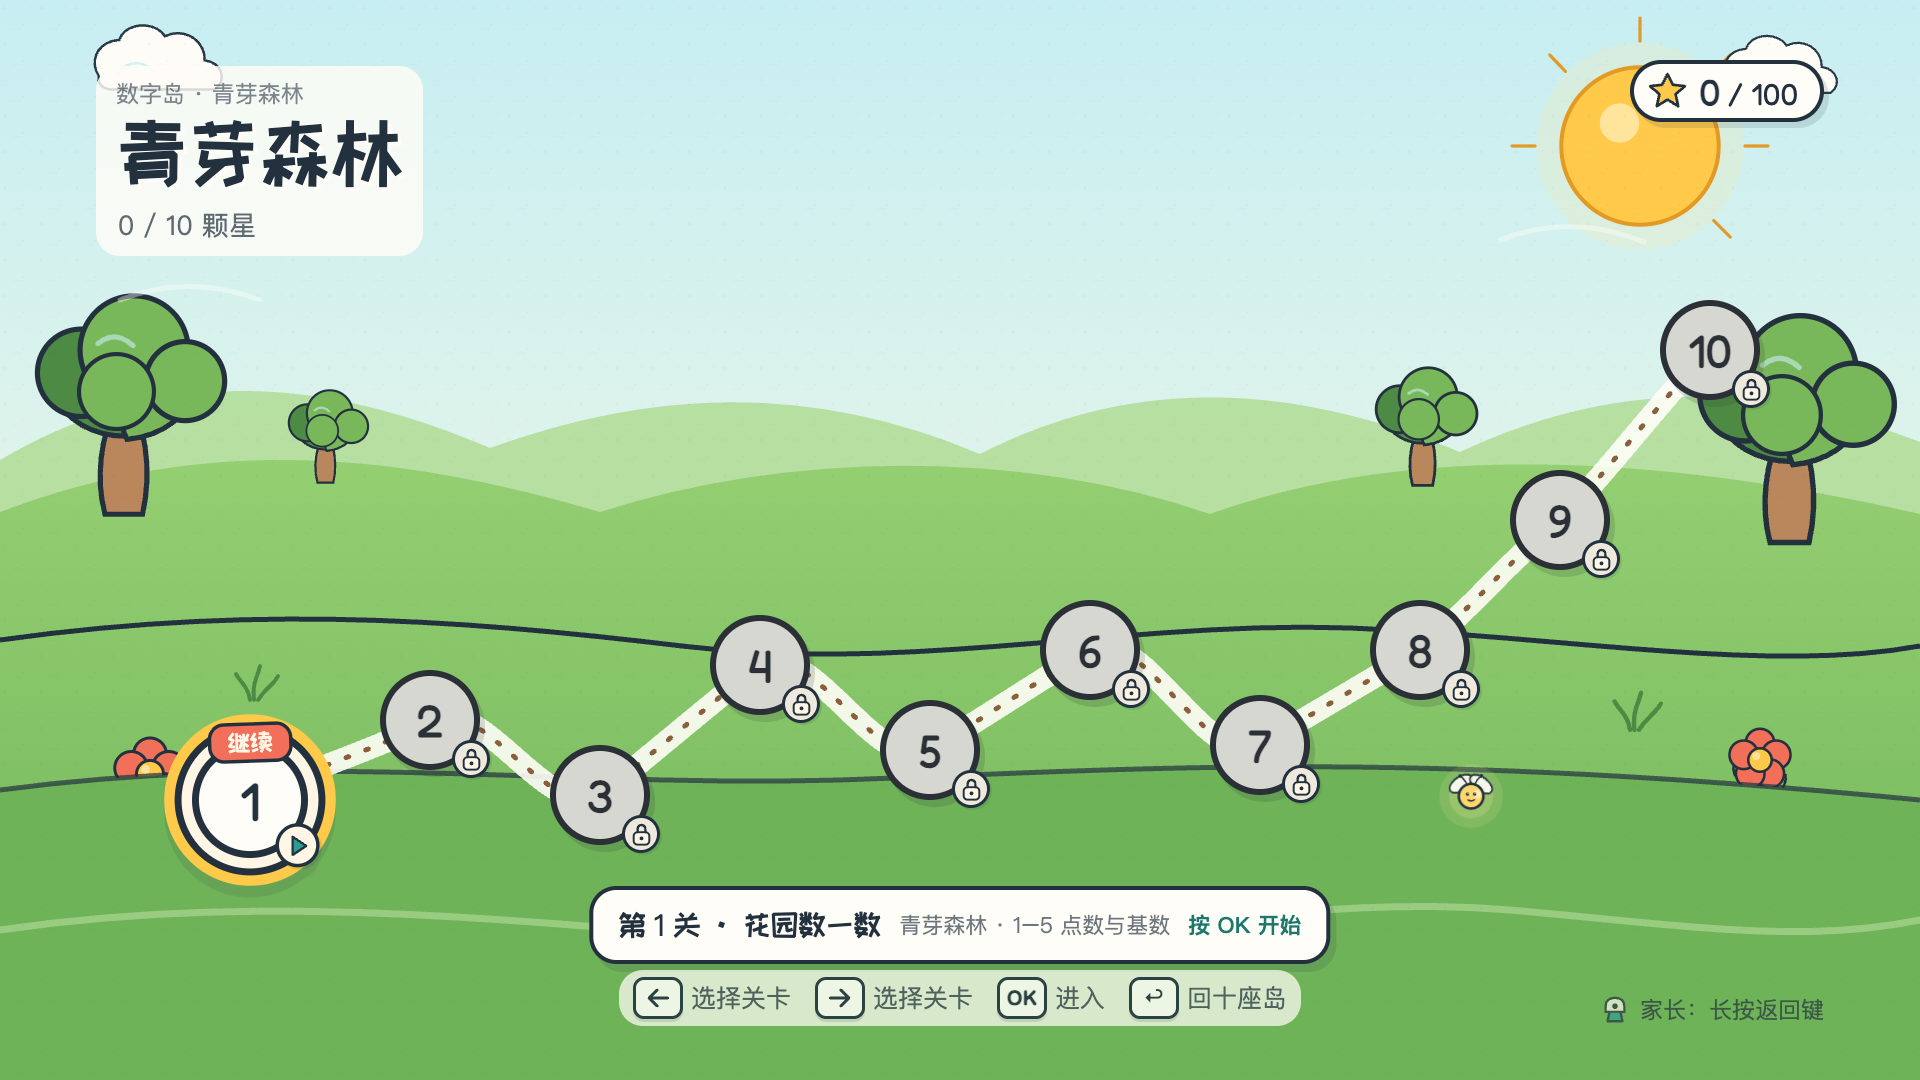 数字岛 · 青芽森林
青芽森林
0 / 10 颗星
0 / 100
10
9
8
7
6
5
4
3
2
继续
1
第 1 关 · 花园数一数 青芽森林 · 1–5 点数与基数 按 OK 开始
← 选择关卡 → 选择关卡 OK 进入 ↩ 回十座岛
家长：长按返回键